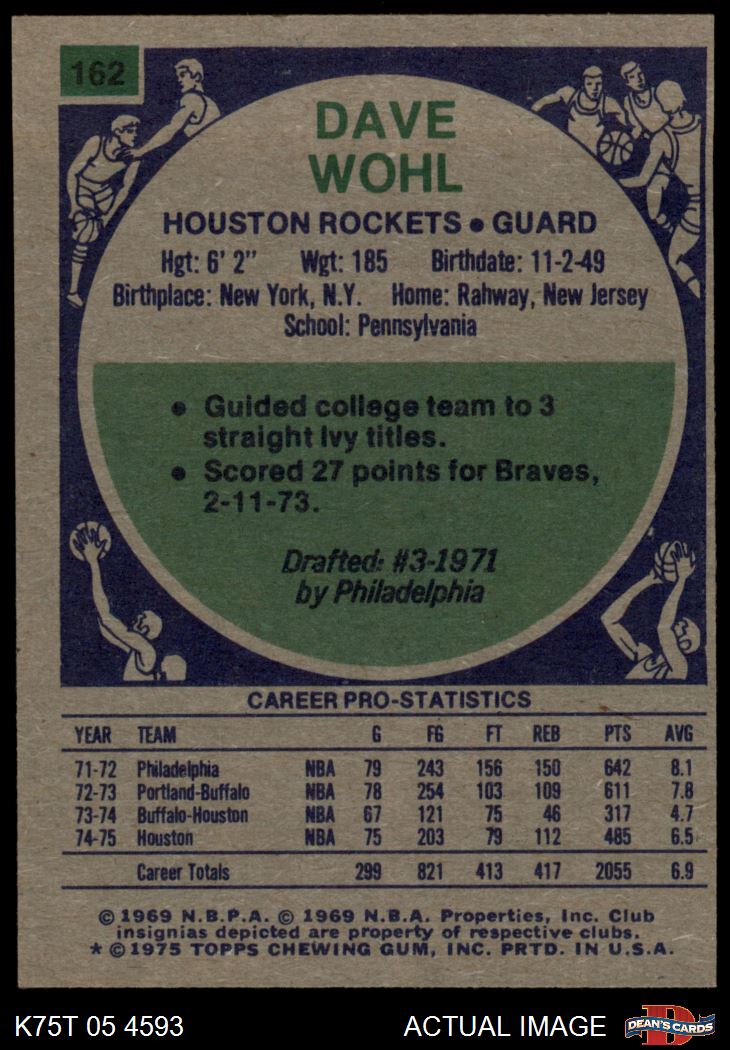 162
DAVE
WOHL
HOUSTON ROCKETS • GUARD
Hgt: 6' 2" Wgt: 185 Birthdate: 11-2-49
Birthplace: New York, N.Y. Home: Rahway, New Jersey
School: Pennsylvania
• Guided college team to 3
straight Ivy titles.
• Scored 27 points for Braves,
2-11-73.
Drafted: #3-1971
by Philadelphia
CAREER PRO-STATISTICS
YEAR TEAM G FG FT REB PTS AVG
71-72 Philadelphia NBA 79 243 156 150 642 8.1
72-73 Portland-Buffalo NBA 78 254 103 109 611 7.8
73-74 Buffalo-Houston NBA 67 121 75 46 317 4.7
74-75 Houston NBA 75 203 79 112 485 6.5
Career Totals 299 821 413 417 2055 6.9
© 1969 N.B.P.A. © 1969 N.B.A. Properties, Inc. Club
insignias depicted are property of respective clubs.
* © 1975 TOPPS CHEWING GUM, INC. PRTD. IN U.S.A.
K75T 05 4593 ACTUAL IMAGE
D
DEAN'S CARDS